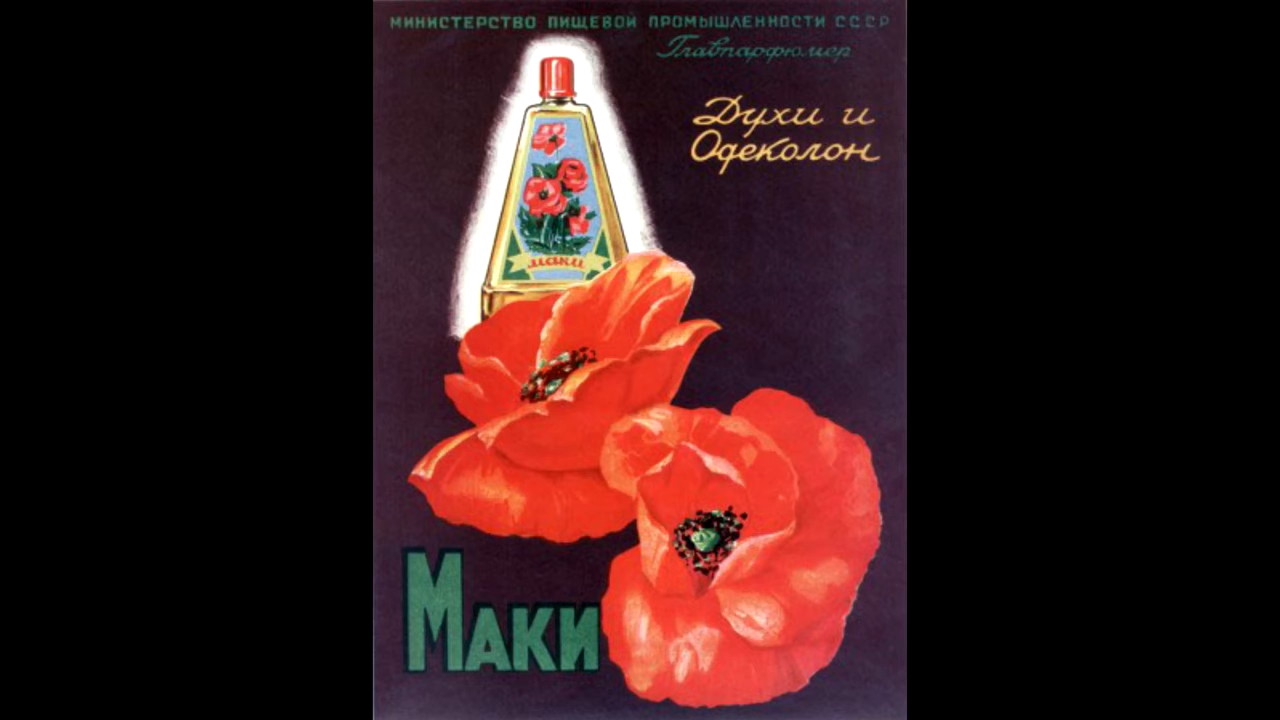 МИНИСТЕРСТВО ПИЩЕВОЙ ПРОМЫШЛЕННОСТИ СССР
Главпарфюмер
Духи и
Одеколон
маки
Маки